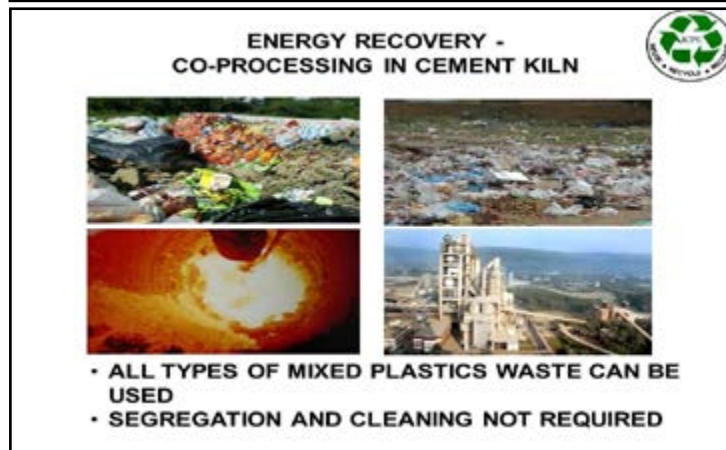 ENERGY RECOVERY -
CO-PROCESSING IN CEMENT KILN
• ALL TYPES OF MIXED PLASTICS WASTE CAN BE
USED
• SEGREGATION AND CLEANING NOT REQUIRED